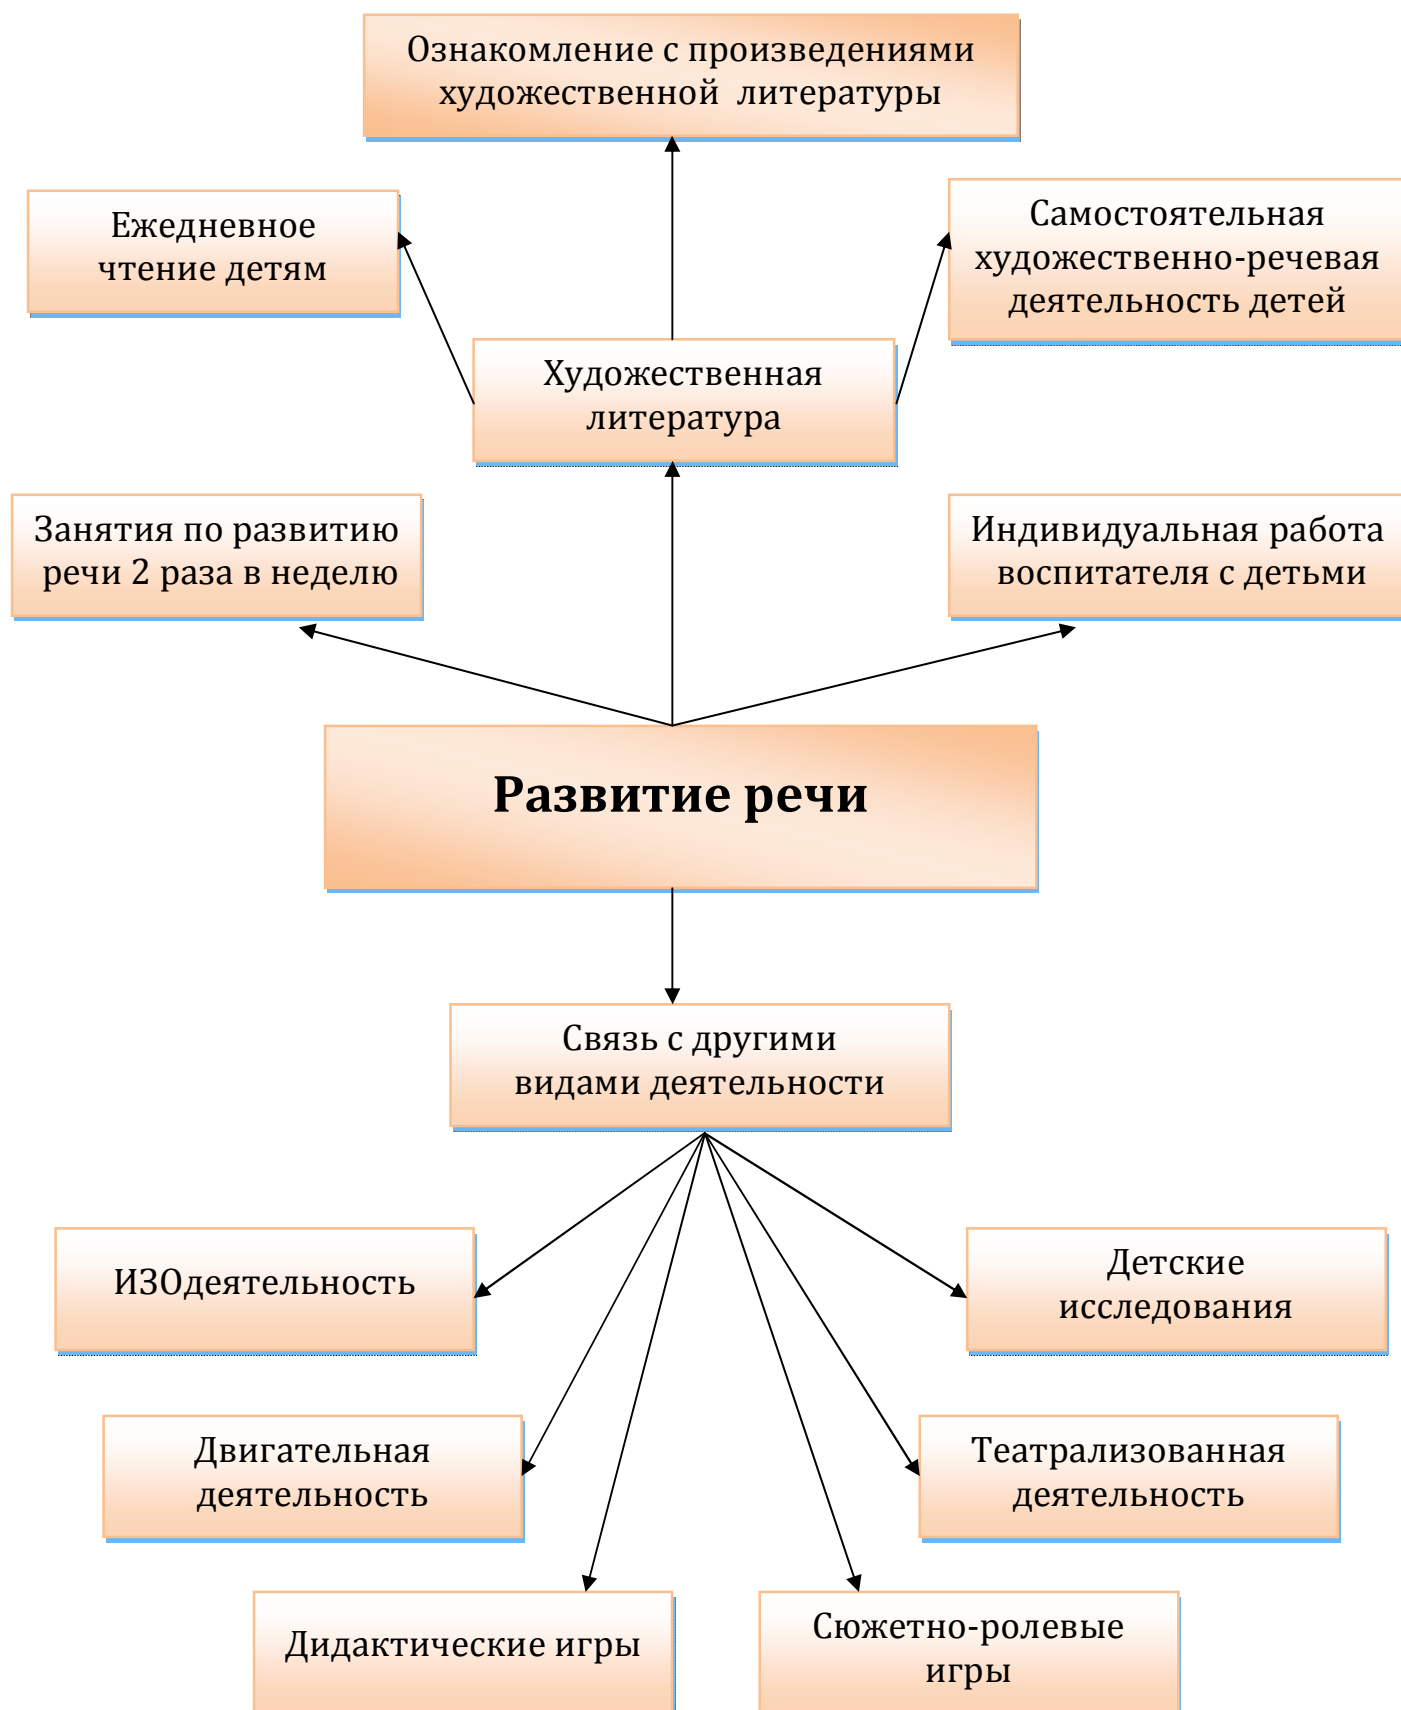 Ознакомление с произведениями
художественной литературы
Ежедневное
чтение детям
Самостоятельная
художественно-речевая
деятельность детей
Художественная
литература
Занятия по развитию
речи 2 раза в неделю
Индивидуальная работа
воспитателя с детьми
Развитие речи
Связь с другими
видами деятельности
ИЗОдеятельность
Детские
исследования
Двигательная
деятельность
Театрализованная
деятельность
Дидактические игры
Сюжетно-ролевые
игры